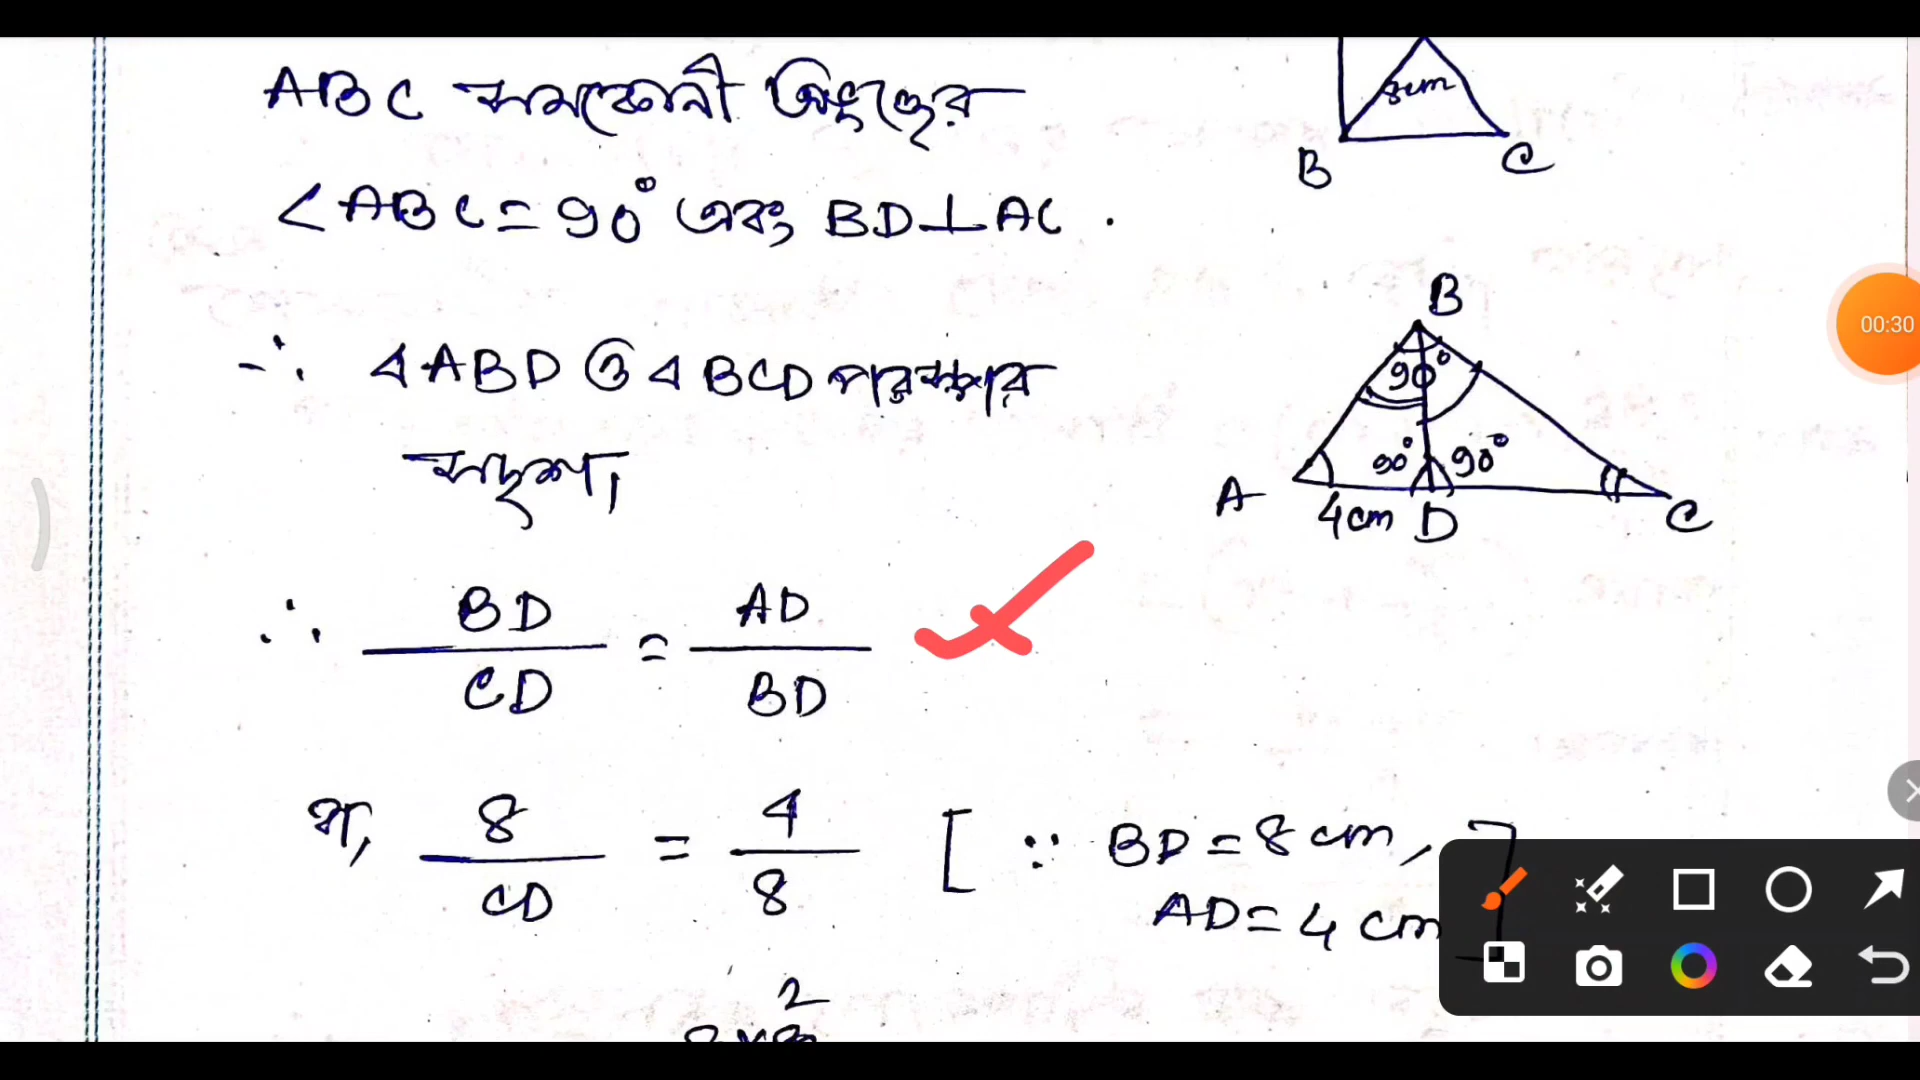 8cm
B C
ABC সমকোনী ত্রিভুজের
∠ABC = 90° এবং BD⊥AC.
B
90°
90° 90°
A 4cm D C
∴ △ABD ও △BCD পরস্পর
সদৃশ।
∴ BD/CD = AD/BD
বা, 8/CD = 4/8 [∵ BD = 8 cm,
AD = 4 cm]
2
00:30